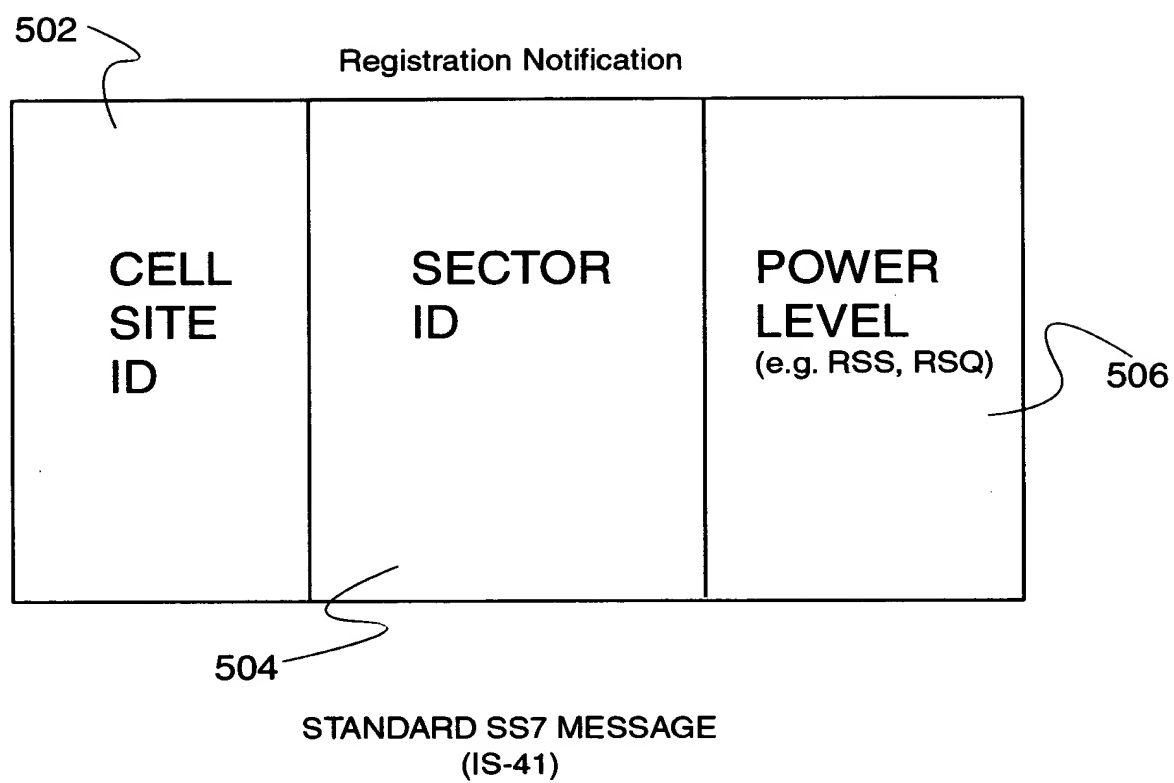 502
Registration Notification
CELL
SITE
ID
SECTOR
ID
POWER
LEVEL
(e.g. RSS, RSQ)
506
504
STANDARD SS7 MESSAGE
(IS-41)